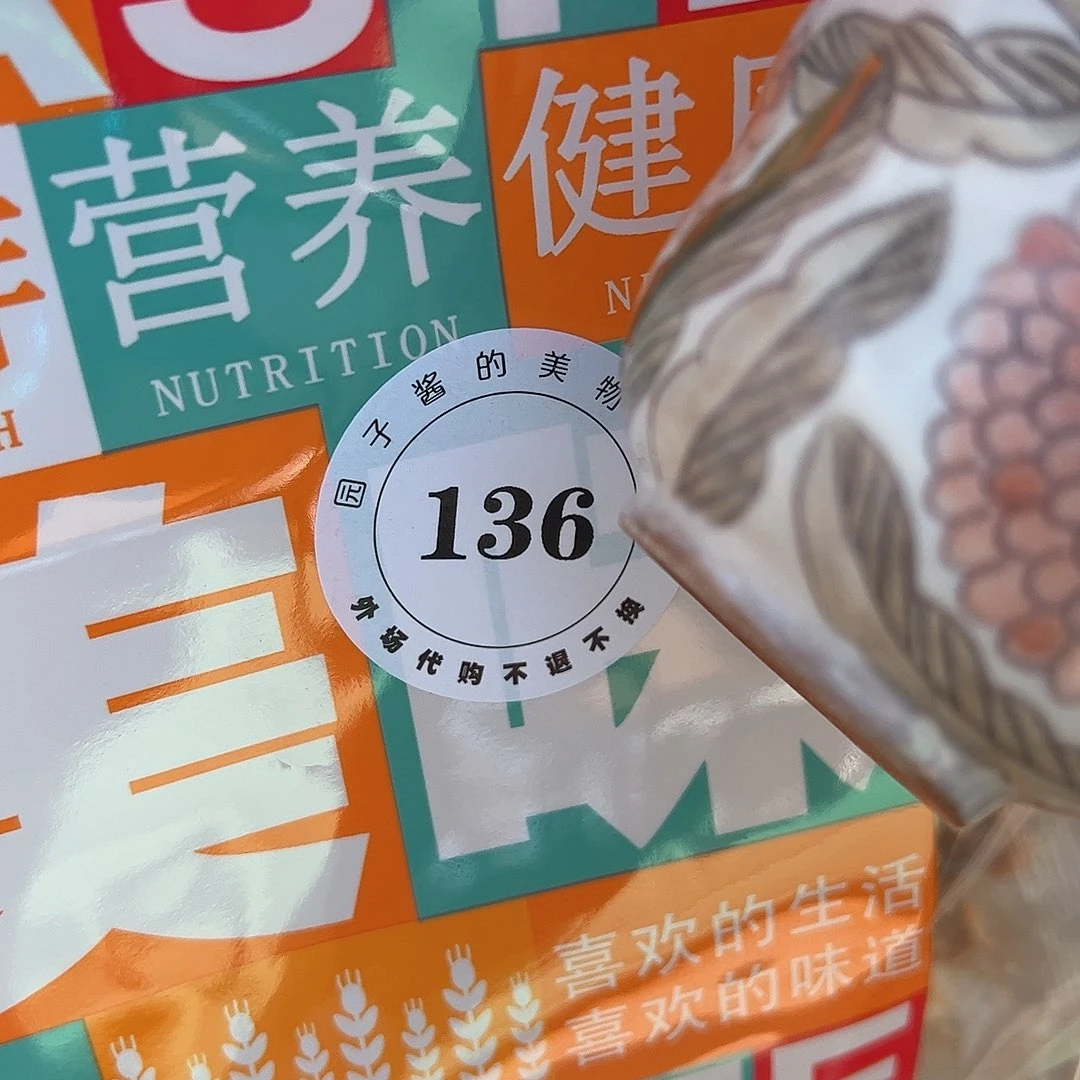 营养
NUTRITION
健
园子酱的美物
136
外场代购不退不换
味
喜欢的生活
喜欢的味道